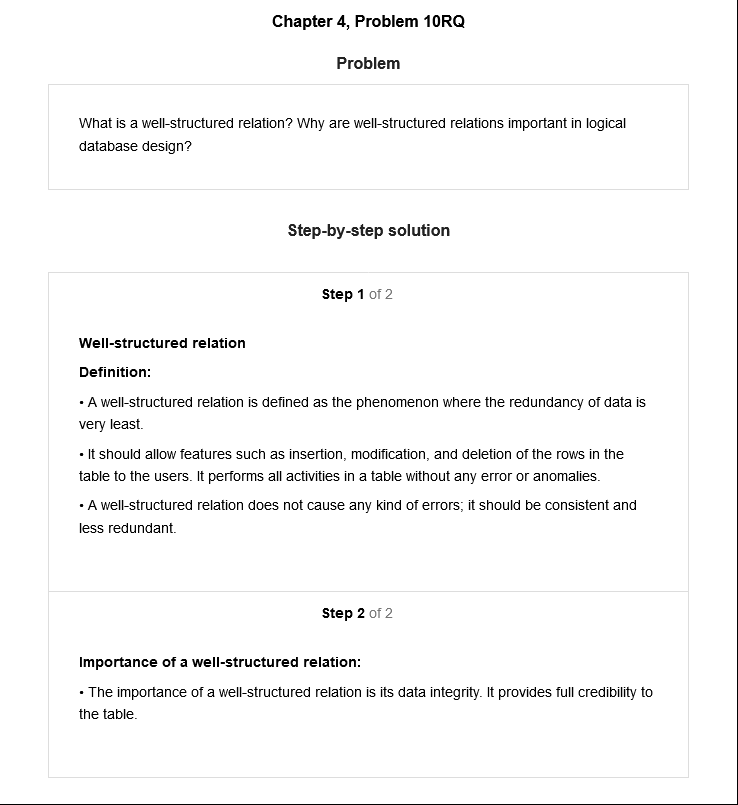 Chapter 4, Problem 10RQ
Problem
What is a well-structured relation? Why are well-structured relations important in logical
database design?
Step-by-step solution
Step 1 of 2
Well-structured relation
Definition:
• A well-structured relation is defined as the phenomenon where the redundancy of data is
very least.
• It should allow features such as insertion, modification, and deletion of the rows in the
table to the users. It performs all activities in a table without any error or anomalies.
• A well-structured relation does not cause any kind of errors; it should be consistent and
less redundant.
Step 2 of 2
Importance of a well-structured relation:
• The importance of a well-structured relation is its data integrity. It provides full credibility to
the table.